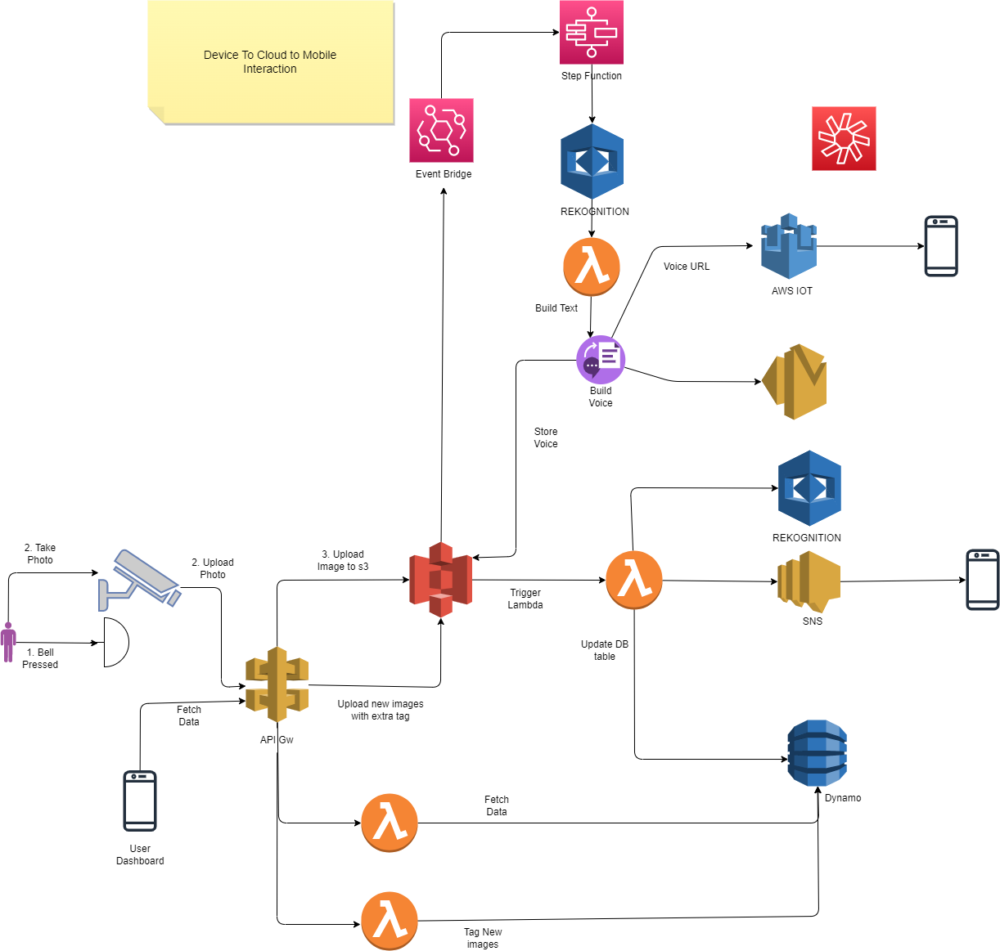 Device To Cloud to Mobile
Interaction
Step Function
Event Bridge
REKOGNITION
Voice URL
AWS IOT
Build Text
Build
Voice
Store
Voice
REKOGNITION
2. Take
Photo
2. Upload
Photo
3. Upload
Image to s3
Trigger
Lambda
SNS
Update DB
table
1. Bell
Pressed
Fetch
Data
Upload new images
with extra tag
API Gw
Fetch
Data
Dynamo
User
Dashboard
Tag New
images